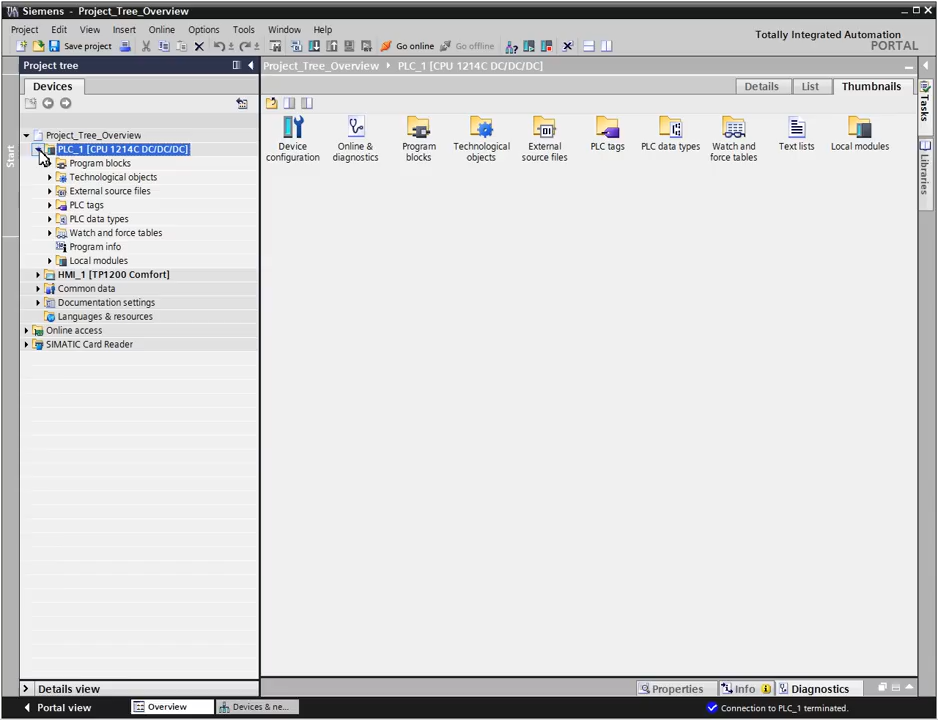 Siemens - Project_Tree_Overview
Project Edit View Insert Online Options Tools Window Help
Totally Integrated Automation
PORTAL
Save project Go online Go offline
Project tree
Project_Tree_Overview PLC_1 [CPU 1214C DC/DC/DC]
Devices
Details List Thumbnails
Start
Tasks
Libraries
Project_Tree_Overview
PLC_1 [CPU 1214C DC/DC/DC]
Program blocks
Technological objects
External source files
PLC tags
PLC data types
Watch and force tables
Program info
Local modules
HMI_1 [TP1200 Comfort]
Common data
Documentation settings
Languages & resources
Online access
SIMATIC Card Reader
Device configuration
Online & diagnostics
Program blocks
Technological objects
External source files
PLC tags
PLC data types
Watch and force tables
Text lists
Local modules
Details view
Properties Info Diagnostics
Portal view Overview Devices & ne... Connection to PLC_1 terminated.